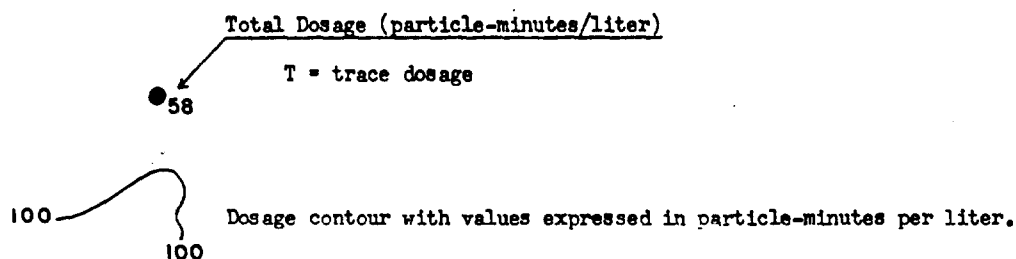 Total Dosage (particle-minutes/liter)
T = trace dosage
58
100
Dosage contour with values expressed in particle-minutes per liter.
100